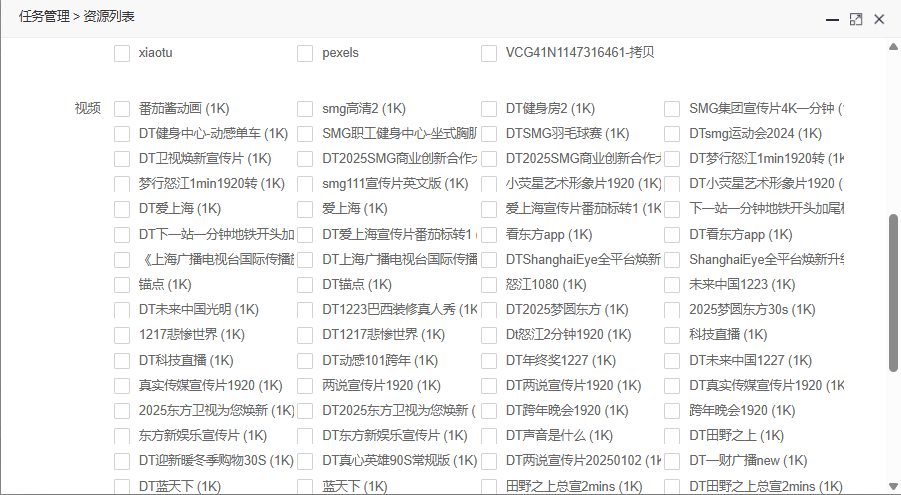 任务管理 > 资源列表
xiaotu pexels VCG41N1147316461-拷贝
视频 番茄酱动画 (1K) smg高清2 (1K) DT健身房2 (1K) SMG集团宣传片4K一分钟 (
DT健身中心-动感单车 (1K) SMG职工健身中心-坐式胸肌 DTSMG羽毛球赛 (1K) DTsmg运动会2024 (1K)
DT卫视焕新宣传片 (1K) DT2025SMG商业创新合作大 DT2025SMG商业创新合作大 DT梦行怒江1min1920转 (1K
梦行怒江1min1920转 (1K) smg111宣传片英文版 (1K) 小荧星艺术形象片1920 (1K) DT小荧星艺术形象片1920 (
DT爱上海 (1K) 爱上海 (1K) 爱上海宣传片番茄标转1 (1K 下一站一分钟地铁开头加尾板
DT下一站一分钟地铁开头加 DT爱上海宣传片番茄标转1 ( 看东方app (1K) DT看东方app (1K)
《上海广播电视台国际传播 DT上海广播电视台国际传播 DTShanghaiEye全平台焕新 ShanghaiEye全平台焕新升
锚点 (1K) DT锚点 (1K) 怒江1080 (1K) 未来中国1223 (1K)
DT未来中国光明 (1K) DT1223巴西装修真人秀 (1K DT2025梦圆东方 (1K) 2025梦圆东方30s (1K)
1217悲惨世界 (1K) DT1217悲惨世界 (1K) Dt怒江2分钟1920 (1K) 科技直播 (1K)
DT科技直播 (1K) DT动感101跨年 (1K) DT年终奖1227 (1K) DT未来中国1227 (1K)
真实传媒宣传片1920 (1K) 两说宣传片1920 (1K) DT两说宣传片1920 (1K) DT真实传媒宣传片1920 (1K
2025东方卫视为您焕新 (1K) DT2025东方卫视为您焕新 ( DT跨年晚会1920 (1K) 跨年晚会1920 (1K)
东方新娱乐宣传片 (1K) DT东方新娱乐宣传片 (1K) DT声音是什么 (1K) DT田野之上 (1K)
DT迎新暖冬季购物30S (1K) DT真心英雄90S常规版 (1K) DT两说宣传片20250102 (1K DT一财广播new (1K)
DT蓝天下 (1K) 蓝天下 (1K) 田野之上总宣2mins (1K) DT田野之上总宣2mins (1K)